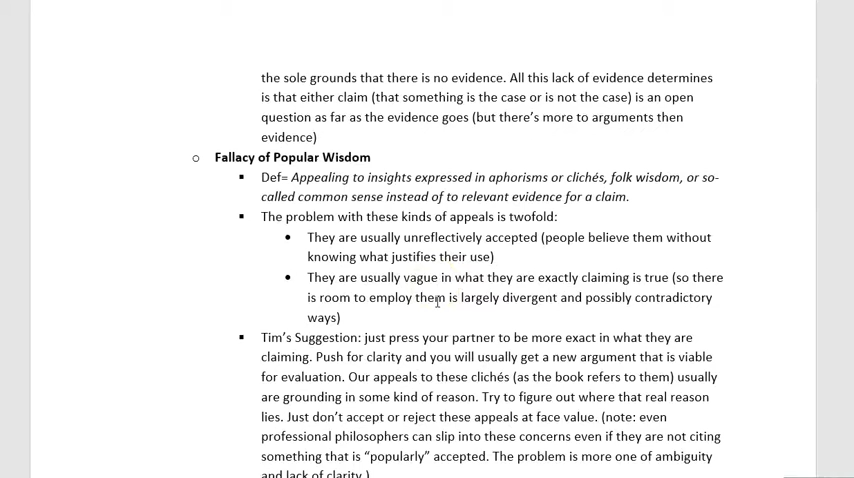 the sole grounds that there is no evidence. All this lack of evidence determines
is that either claim (that something is the case or is not the case) is an open
question as far as the evidence goes (but there's more to arguments then
evidence)
o Fallacy of Popular Wisdom
▪ Def= Appealing to insights expressed in aphorisms or clichés, folk wisdom, or so-
called common sense instead of to relevant evidence for a claim.
▪ The problem with these kinds of appeals is twofold:
• They are usually unreflectively accepted (people believe them without
knowing what justifies their use)
• They are usually vague in what they are exactly claiming is true (so there
is room to employ them is largely divergent and possibly contradictory
ways)
▪ Tim's Suggestion: just press your partner to be more exact in what they are
claiming. Push for clarity and you will usually get a new argument that is viable
for evaluation. Our appeals to these clichés (as the book refers to them) usually
are grounding in some kind of reason. Try to figure out where that real reason
lies. Just don't accept or reject these appeals at face value. (note: even
professional philosophers can slip into these concerns even if they are not citing
something that is “popularly” accepted. The problem is more one of ambiguity
and lack of clarity.)